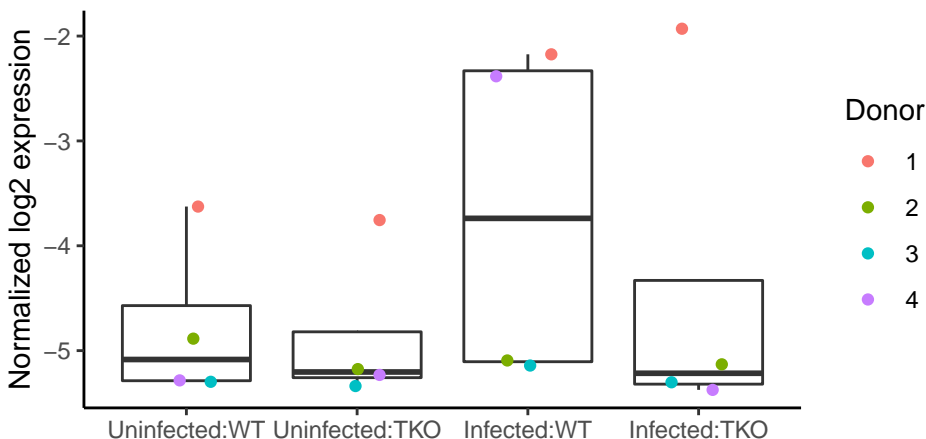 Normalized log2 expression
−2
−3
−4
−5
Uninfected:WT
Uninfected:TKO
Infected:WT
Infected:TKO
Donor
1
2
3
4